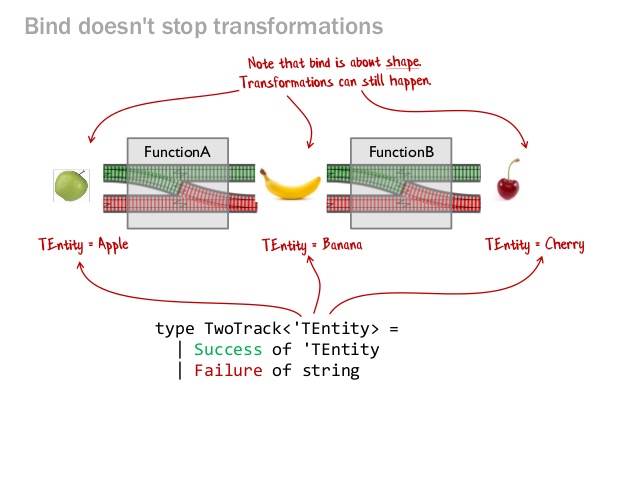 Bind doesn't stop transformations
Note that bind is about shape.
Transformations can still happen.
FunctionA
FunctionB
TEntity = Apple
TEntity = Banana
TEntity = Cherry
type TwoTrack<'TEntity> =
| Success of 'TEntity
| Failure of string